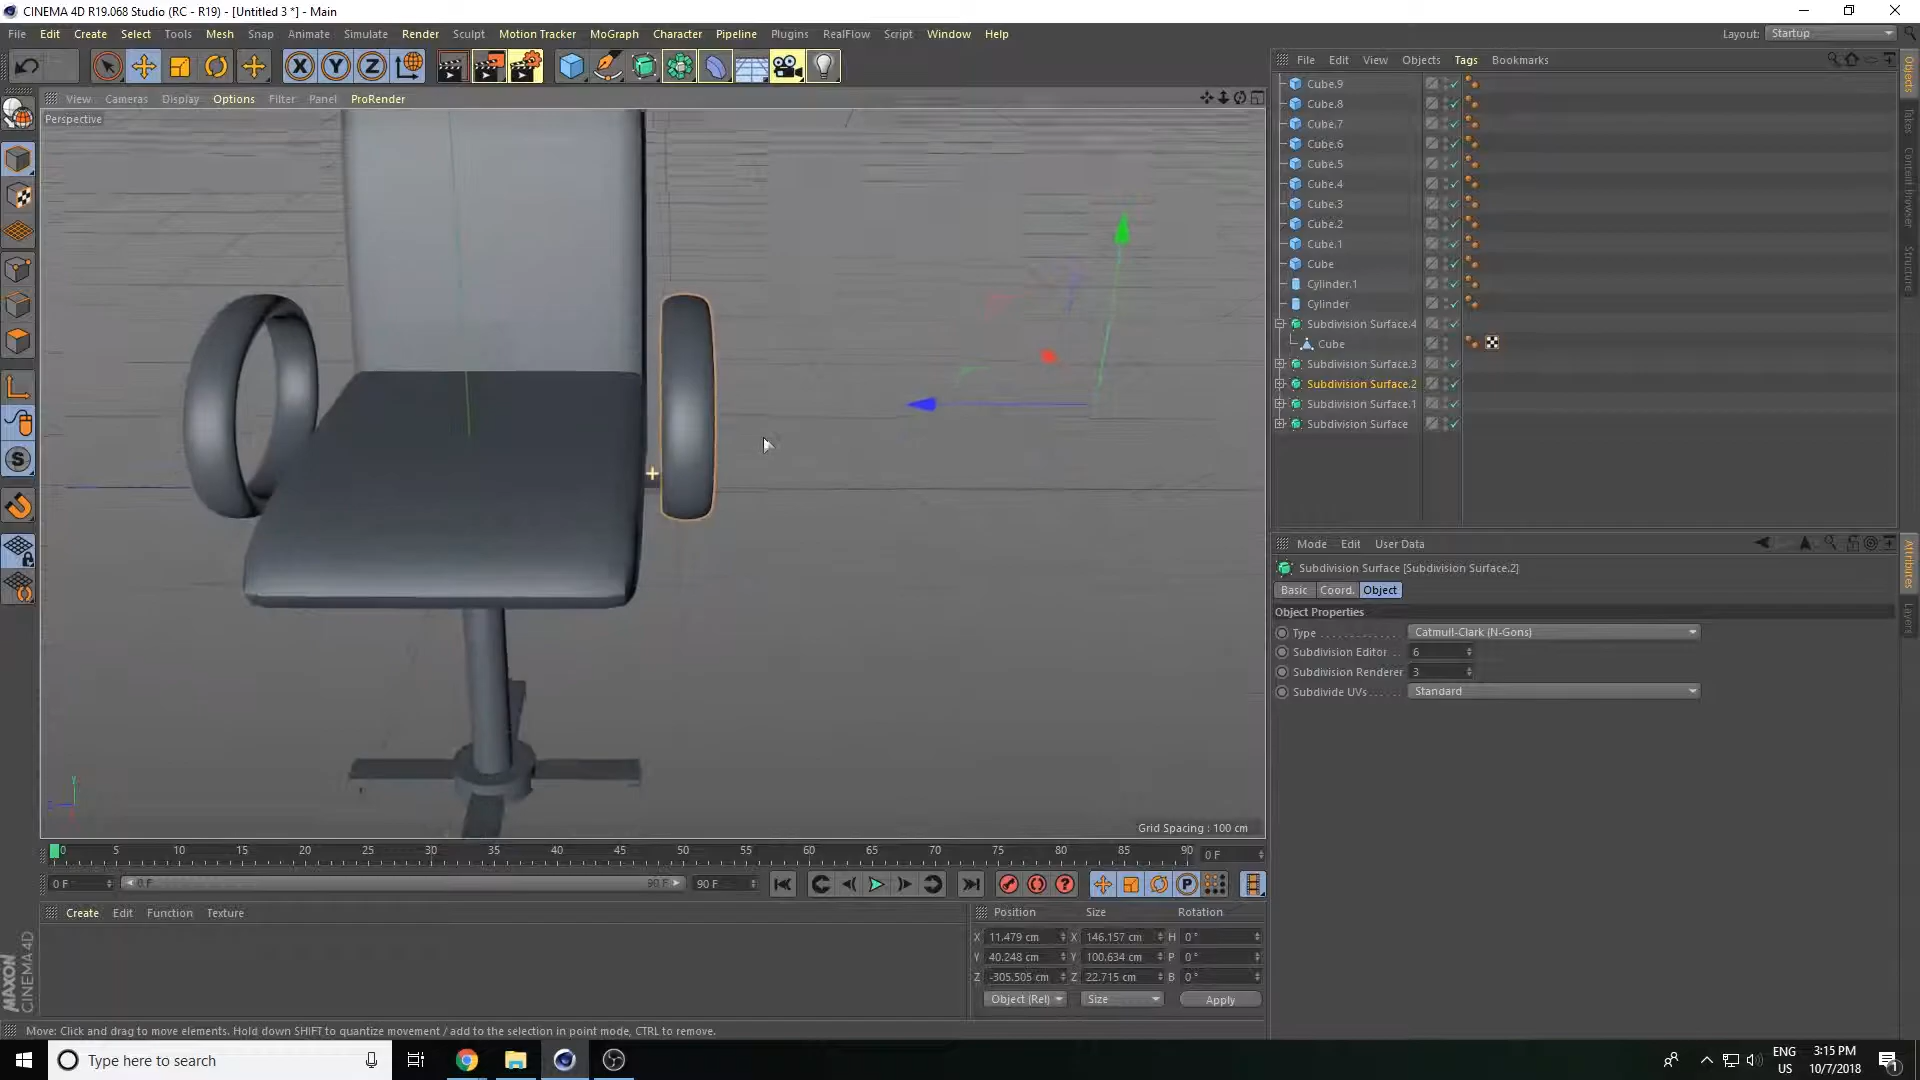 CINEMA 4D R19.068 Studio (RC - R19) - [Untitled 3 *] - Main
File Edit Create Select Tools Mesh Snap Animate Simulate Render Sculpt Motion Tracker MoGraph Character Pipeline Plugins RealFlow Script Window Help Layout: Startup
View Cameras Display Options Filter Panel ProRender
Perspective
Grid Spacing : 100 cm
File Edit View Objects Tags Bookmarks
Cube.9
Cube.8
Cube.7
Cube.6
Cube.5
Cube.4
Cube.3
Cube.2
Cube.1
Cube
Cylinder.1
Cylinder
Subdivision Surface.4
Cube
Subdivision Surface.3
Subdivision Surface.2
Subdivision Surface.1
Subdivision Surface
Objects
Takes
Content Browser
Structure
Mode Edit User Data
Subdivision Surface [Subdivision Surface.2]
Basic Coord. Object
Object Properties
Type Catmull-Clark (N-Gons)
Subdivision Editor 6
Subdivision Renderer 3
Subdivide UVs Standard
Attributes
Layers
0 5 10 15 20 25 30 35 40 45 50 55 60 65 70 75 80 85 90 0 F
0 F 0 F 90 F 90 F
Create Edit Function Texture
Position Size Rotation
X 11.479 cm X 146.157 cm H 0 °
Y 40.248 cm Y 100.634 cm P 0 °
Z -305.505 cm Z 22.715 cm B 0 °
Object (Rel) Size Apply
MAXON
CINEMA 4D
Move: Click and drag to move elements. Hold down SHIFT to quantize movement / add to the selection in point mode, CTRL to remove.
Type here to search
ENG
US
3:15 PM
10/7/2018
1